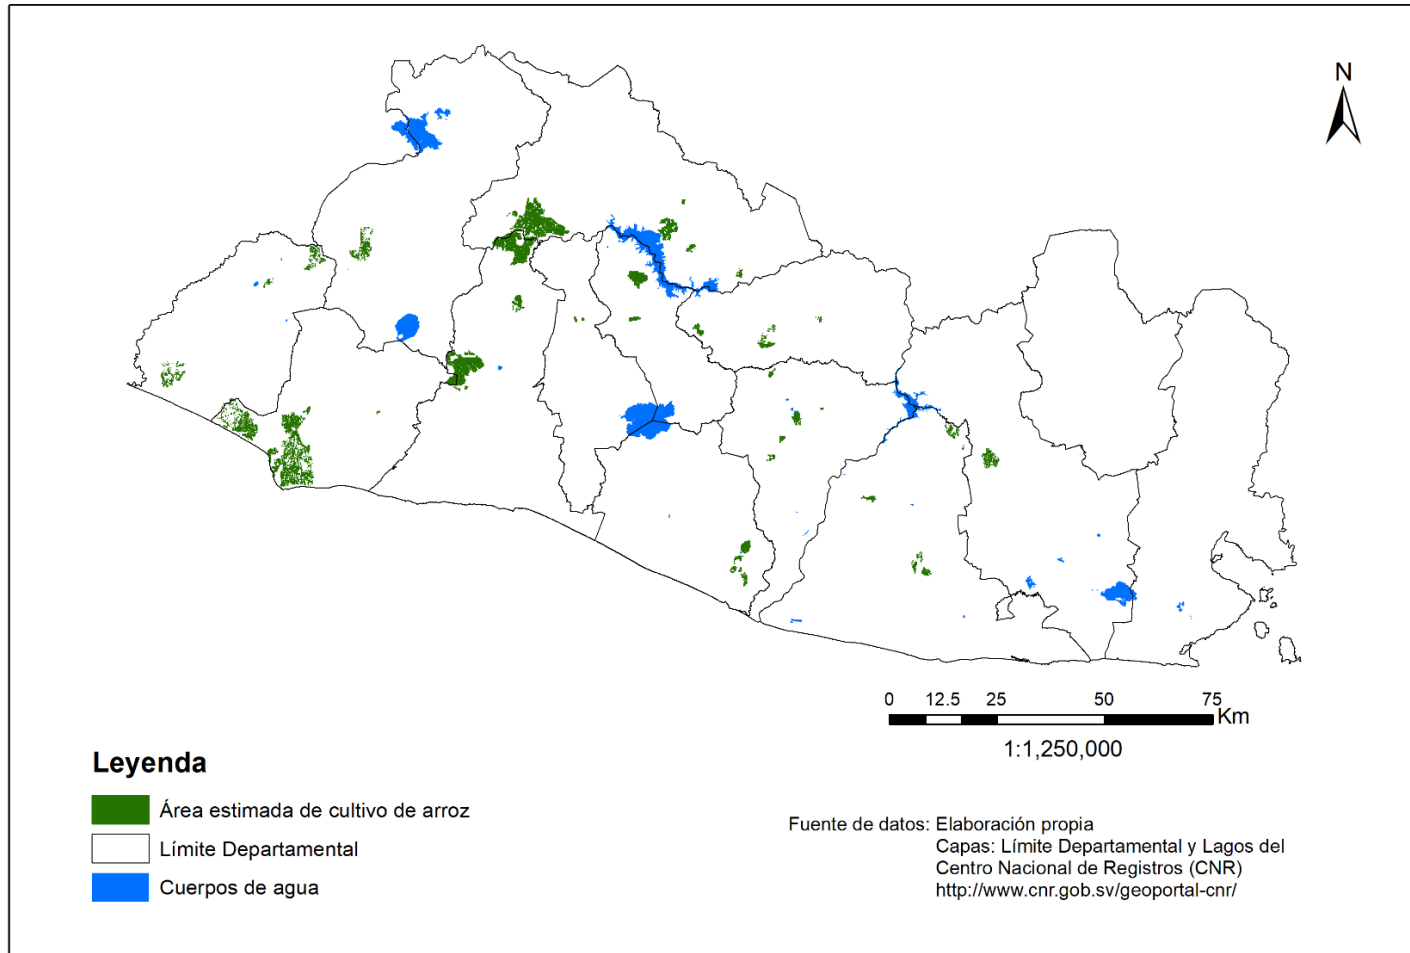 N
0 12.5 25 50 75
Km
1:1,250,000
Leyenda
Área estimada de cultivo de arroz
Límite Departamental
Cuerpos de agua
Fuente de datos: Elaboración propia
Capas: Límite Departamental y Lagos del
Centro Nacional de Registros (CNR)
http://www.cnr.gob.sv/geoportal-cnr/